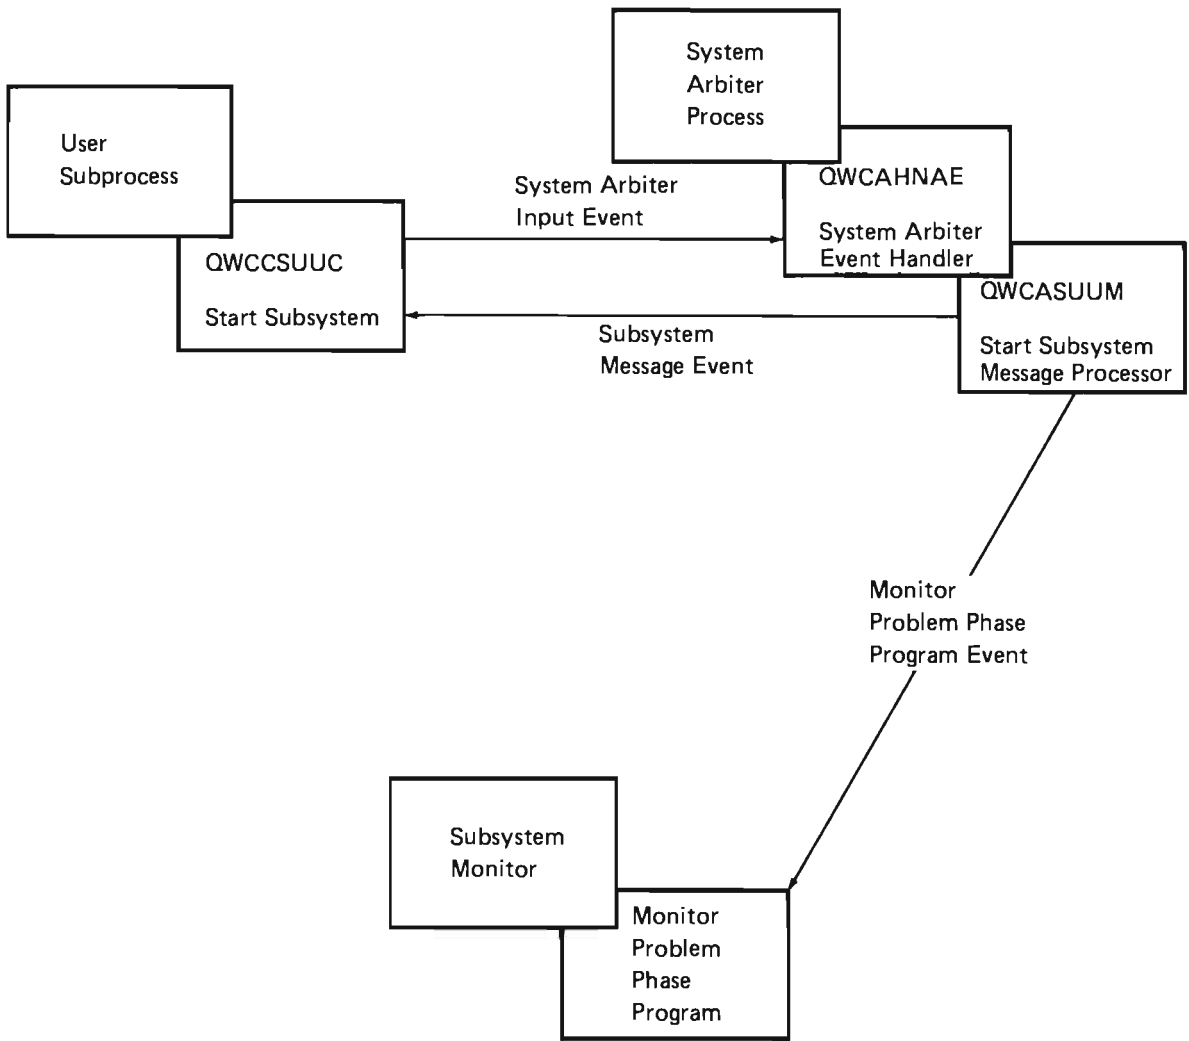 System
Arbiter
Process
User
Subprocess
QWCAHNAE
System Arbiter
Event Handler
System Arbiter
Input Event
QWCCSUUC
Start Subsystem
QWCASUUM
Start Subsystem
Message Processor
Subsystem
Message Event
Monitor
Problem Phase
Program Event
Subsystem
Monitor
Monitor
Problem
Phase
Program